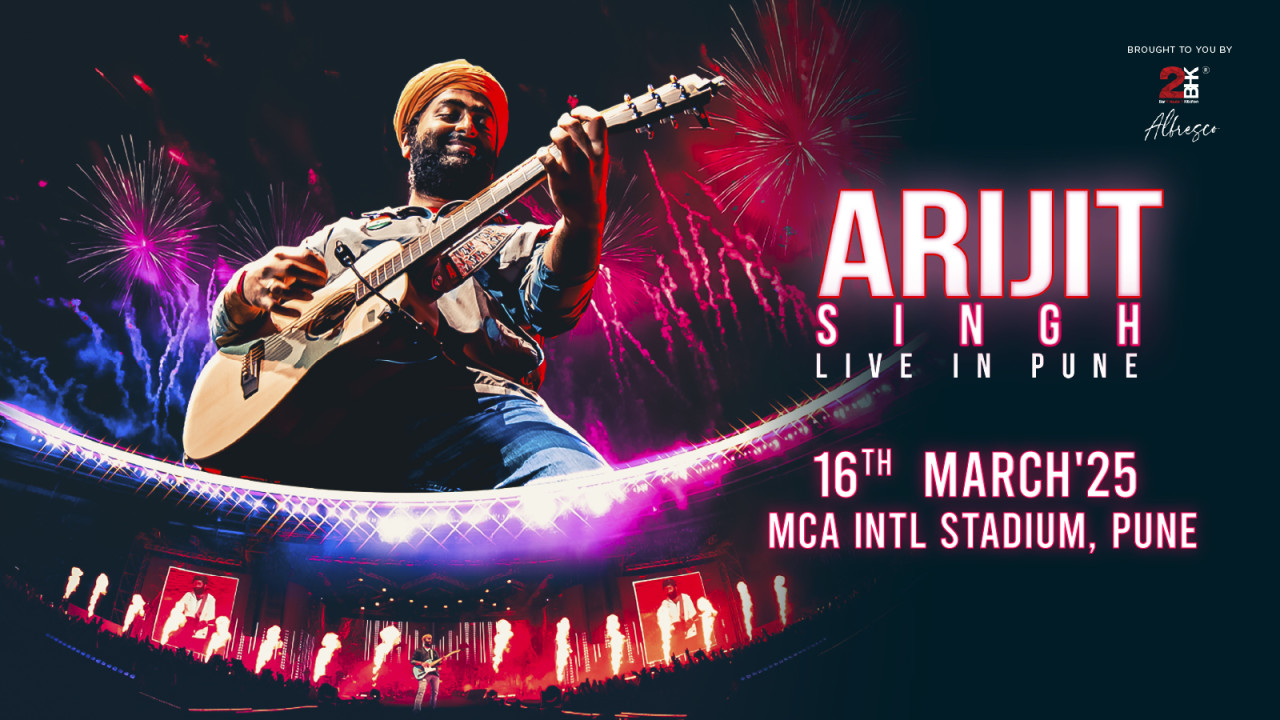 BROUGHT TO YOU BY
2BHK®
Alfresco
ARIJIT
SINGH
LIVE IN PUNE
16TH MARCH'25
MCA INTL STADIUM, PUNE